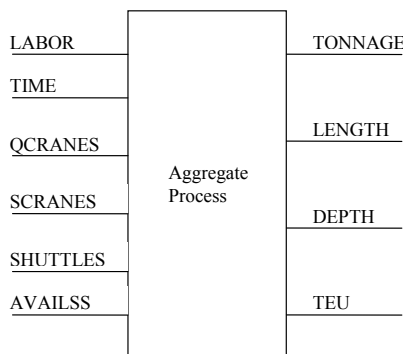 LABOR
TIME
QCRANES
SCRANES
SHUTTLES
AVAILSS
Aggregate
Process
TONNAGE
LENGTH
DEPTH
TEU